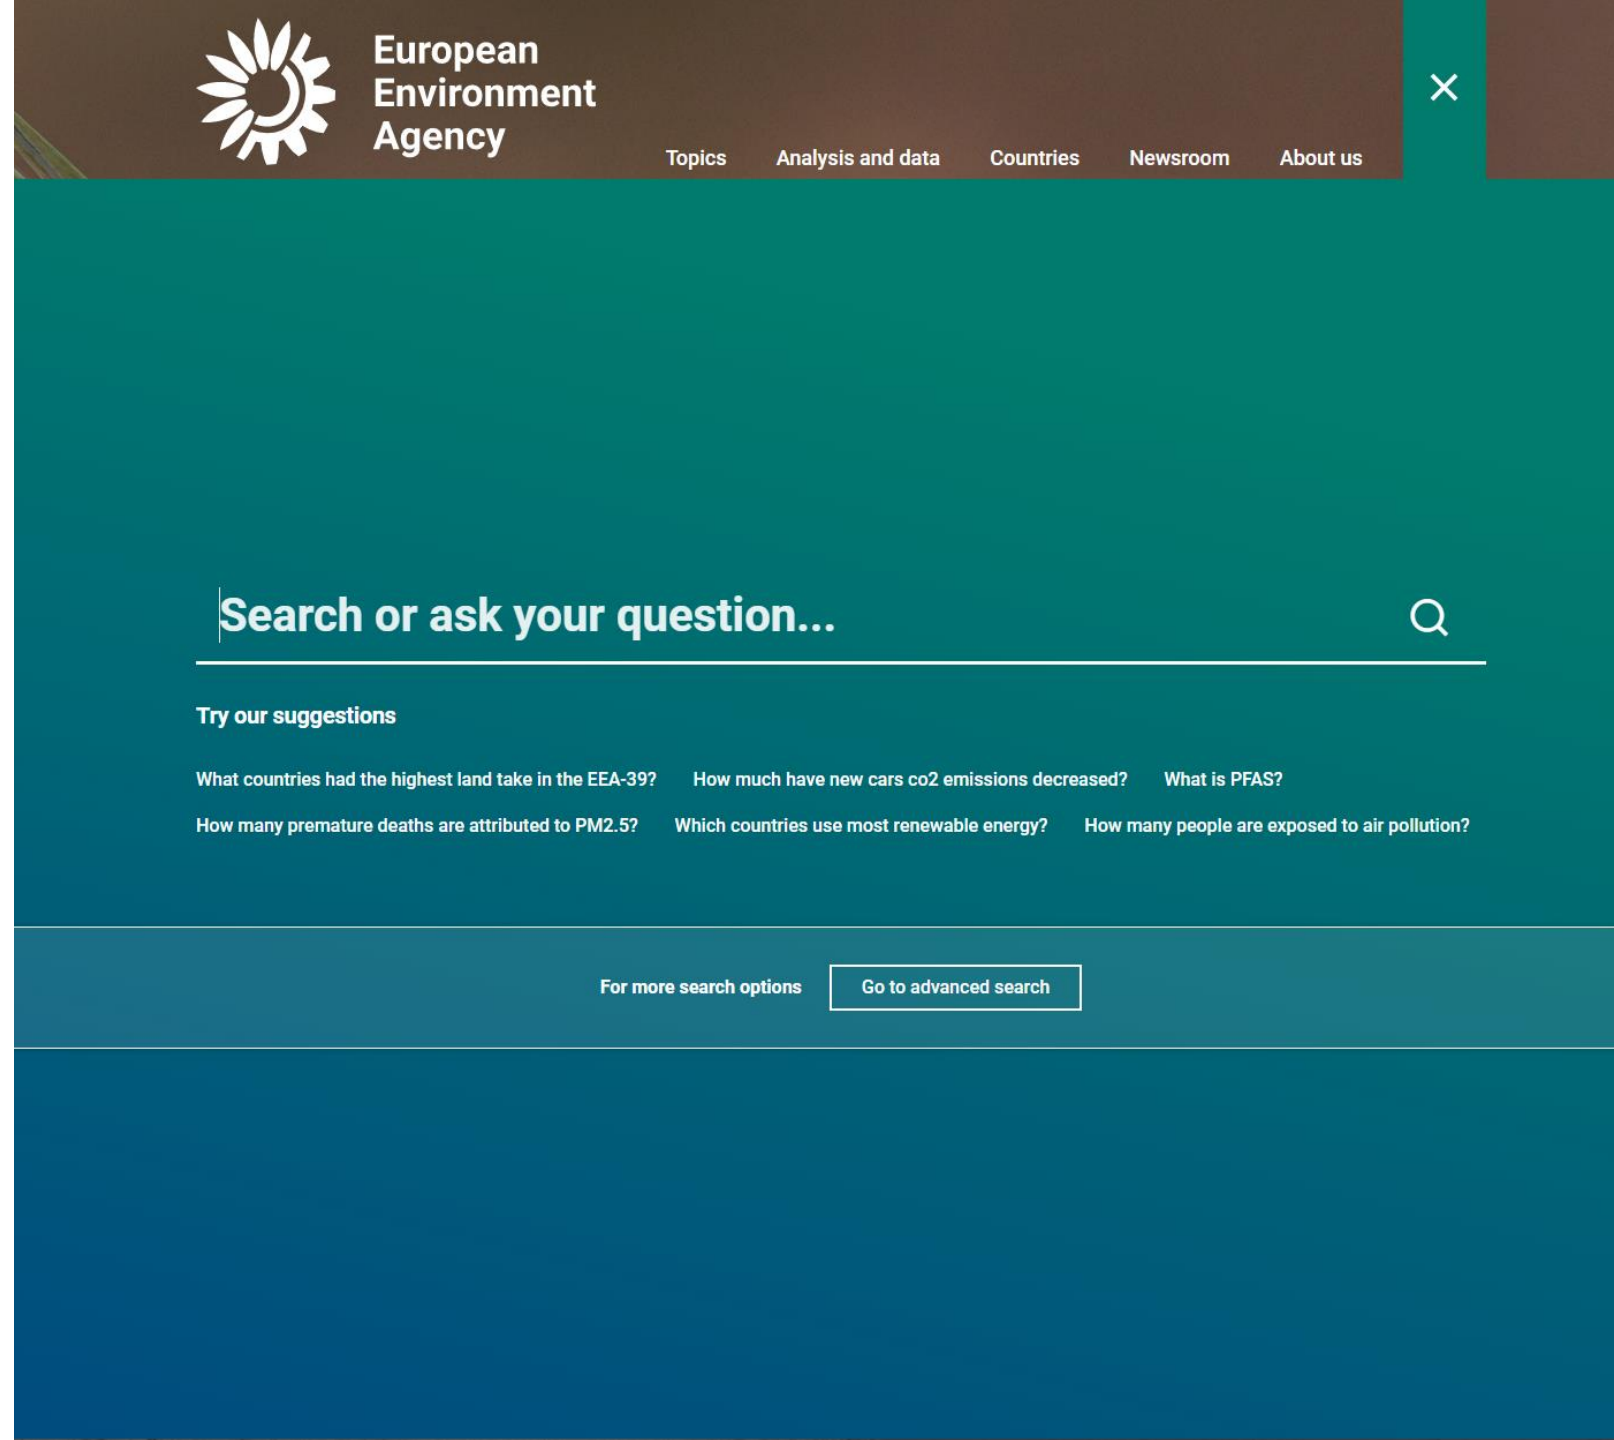 European
Environment
Agency
Topics Analysis and data Countries Newsroom About us
Search or ask your question...
Try our suggestions
What countries had the highest land take in the EEA-39? How much have new cars co2 emissions decreased? What is PFAS?
How many premature deaths are attributed to PM2.5? Which countries use most renewable energy? How many people are exposed to air pollution?
For more search options Go to advanced search